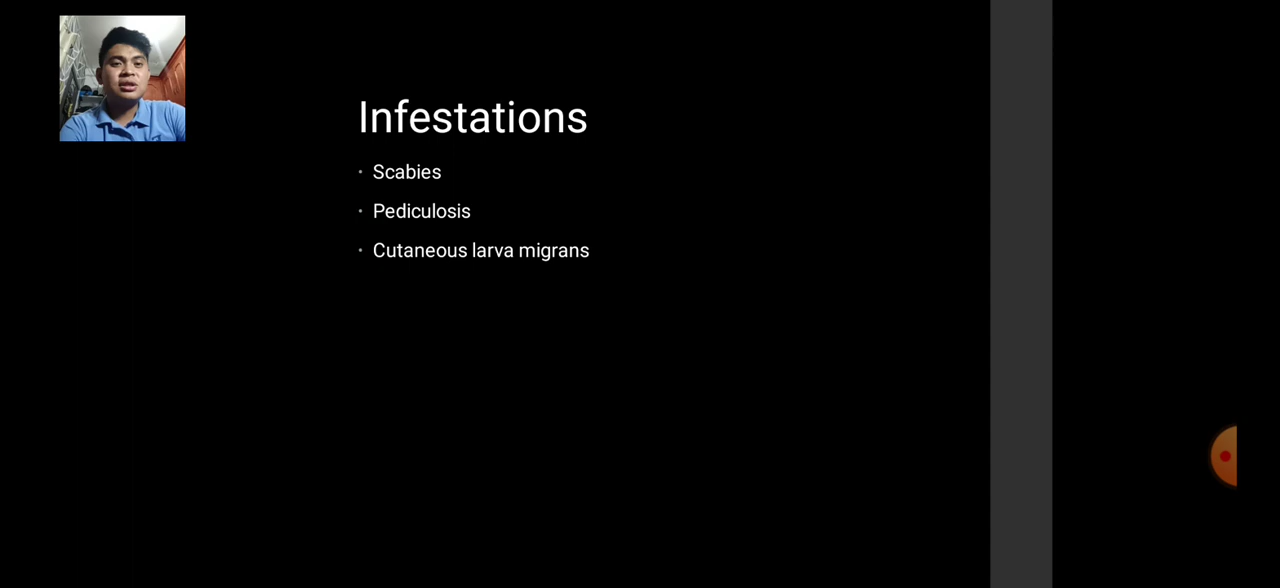 Infestations
• Scabies
• Pediculosis
• Cutaneous larva migrans